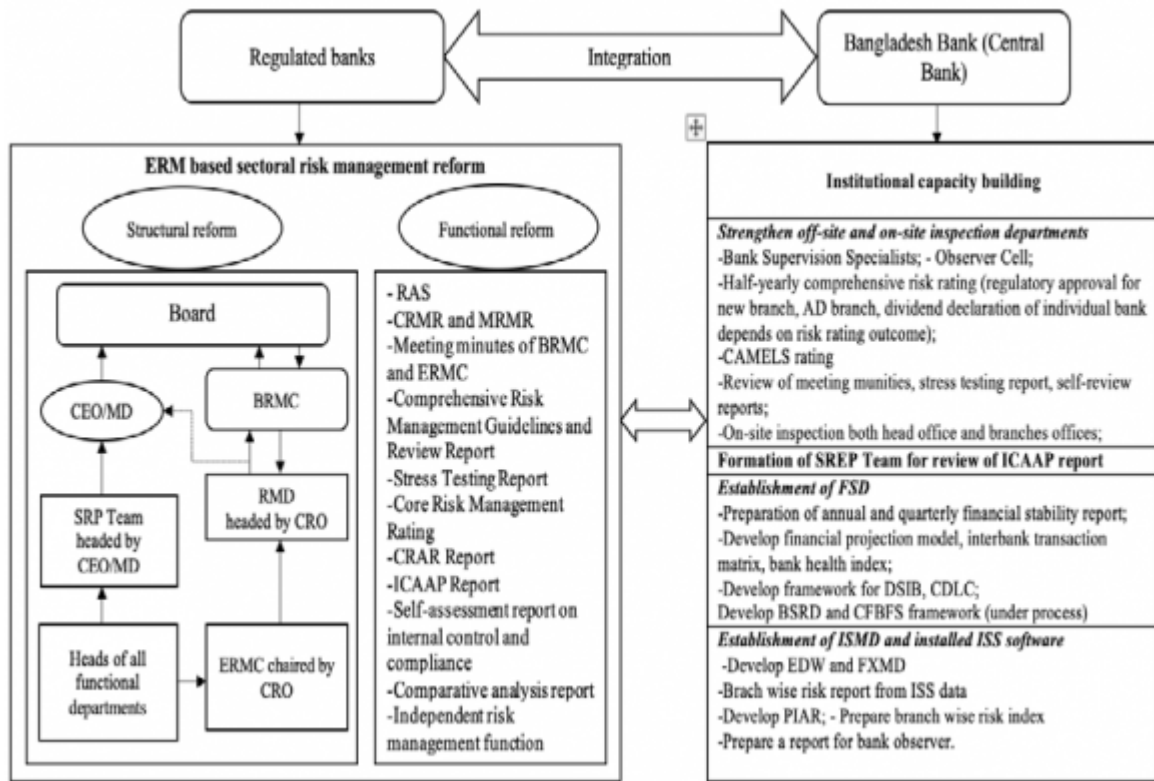 Regulated banks
Integration
Bangladesh Bank (Central
Bank)
ERM based sectoral risk management reform
Structural reform
Functional reform
Board
CEO/MD
BRMC
SRP Team
headed by
CEO/MD
RMD
headed by CRO
Heads of all
functional
departments
ERMC chaired by
CRO
- RAS
-CRMR and MRMR
-Meeting minutes of BRMC
and ERMC
-Comprehensive Risk
Management Guidelines and
Review Report
-Stress Testing Report
-Core Risk Management
Rating
-CRAR Report
-ICAAP Report
-Self-assessment report on
internal control and
compliance
-Comparative analysis report
-Independent risk
management function
Institutional capacity building
Strengthen off-site and on-site inspection departments
-Bank Supervision Specialists; - Observer Cell;
-Half-yearly comprehensive risk rating (regulatory approval for
new branch, AD branch, dividend declaration of individual bank
depends on risk rating outcome);
-CAMELS rating
-Review of meeting munities, stress testing report, self-review
reports;
-On-site inspection both head office and branches offices;
Formation of SREP Team for review of ICAAP report
Establishment of FSD
-Preparation of annual and quarterly financial stability report;
-Develop financial projection model, interbank transaction
matrix, bank health index;
-Develop framework for DSIB, CDLC;
Develop BSRD and CFBFS framework (under process)
Establishment of ISMD and installed ISS software
-Develop EDW and FXMD
-Brach wise risk report from ISS data
-Develop PIAR; - Prepare branch wise risk index
-Prepare a report for bank observer.